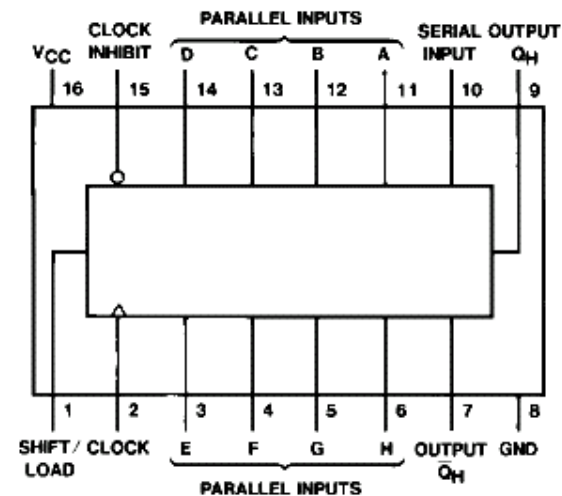 PARALLEL INPUTS
VCC CLOCK INHIBIT D C B A SERIAL INPUT OUTPUT QH
16 15 14 13 12 11 10 9
1 2 3 4 5 6 7 8
SHIFT/ LOAD CLOCK E F G H OUTPUT Q̅H GND
PARALLEL INPUTS